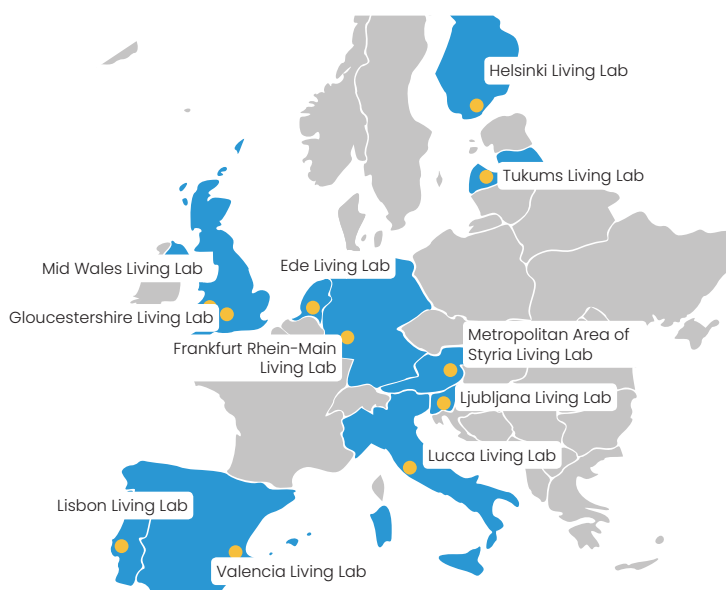 Helsinki Living Lab
Tukums Living Lab
Mid Wales Living Lab
Ede Living Lab
Gloucestershire Living Lab
Frankfurt Rhein-Main
Living Lab
Metropolitan Area of
Styria Living Lab
Ljubljana Living Lab
Lucca Living Lab
Lisbon Living Lab
Valencia Living Lab